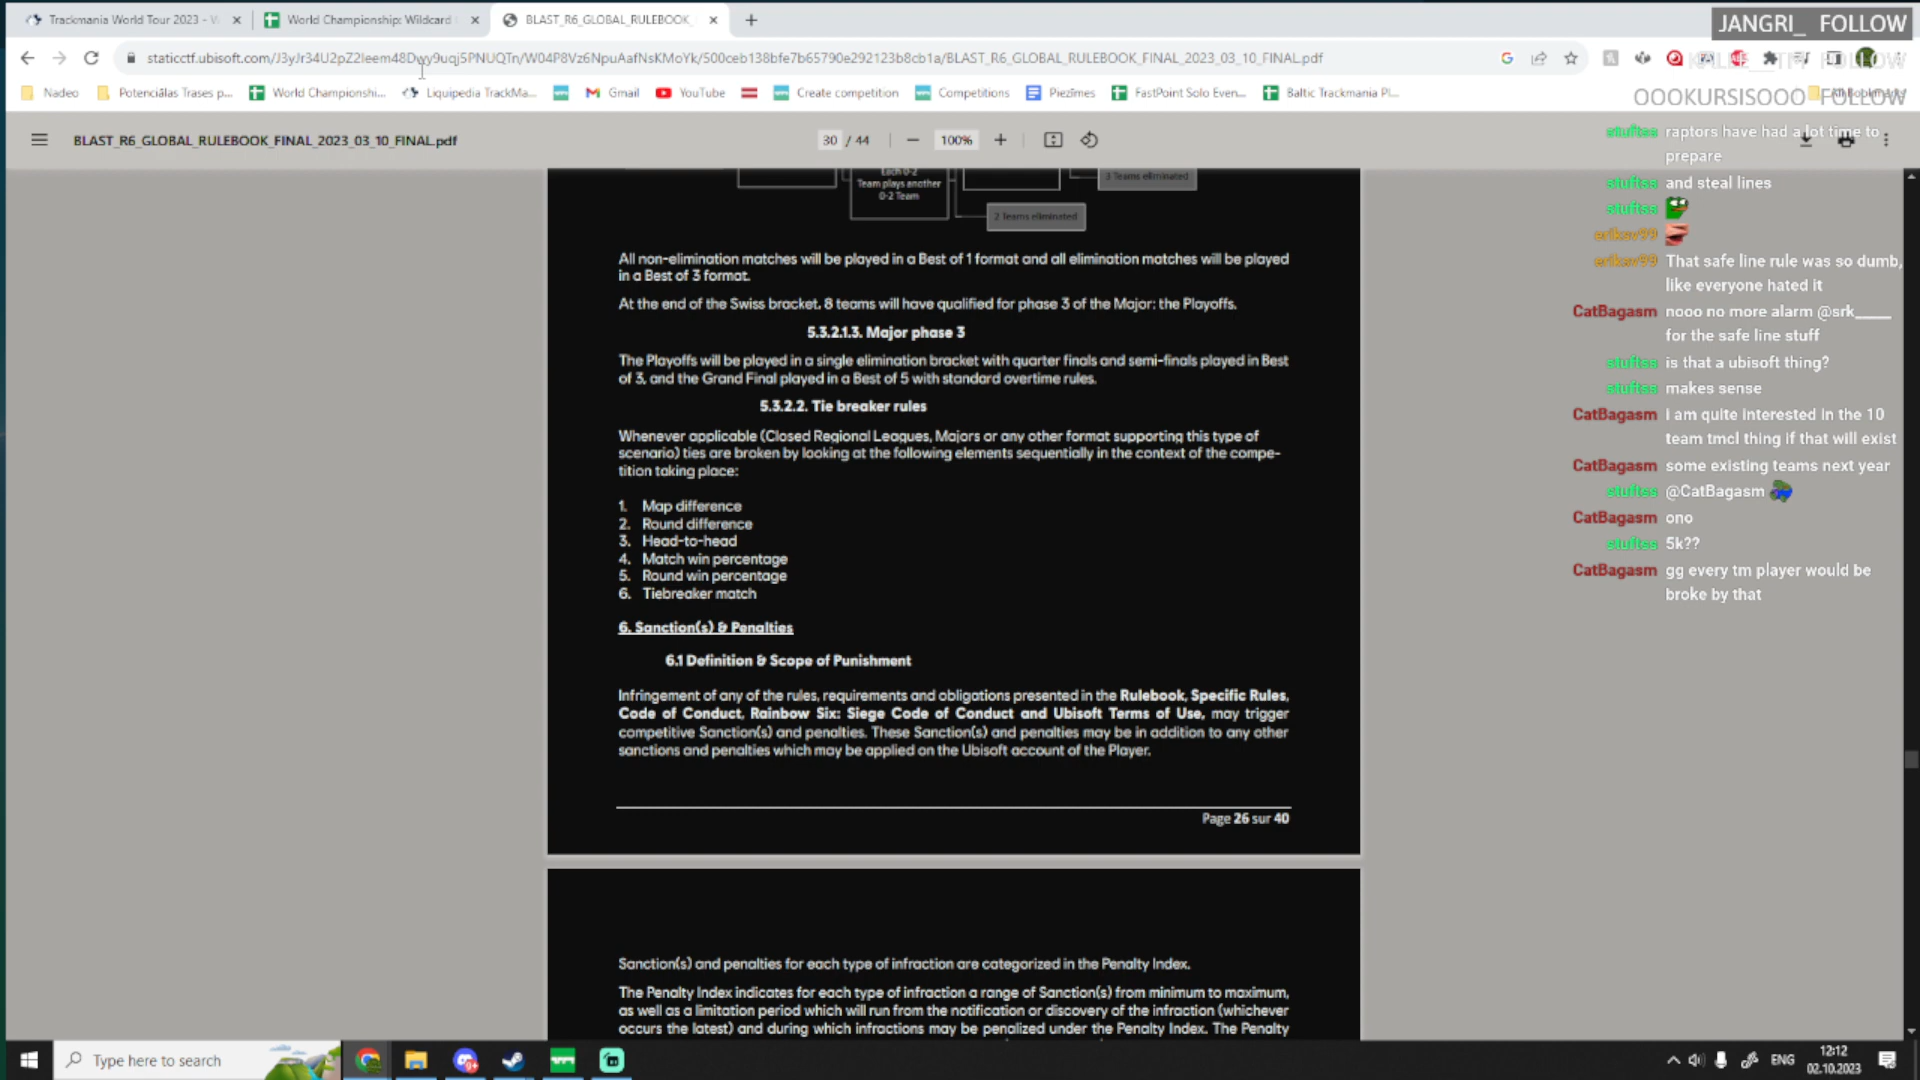 Trackmania World Tour 2023 - W
World Championship: Wildcard
BLAST_R6_GLOBAL_RULEBOOK_
JANGRI_ FOLLOW
staticctf.ubisoft.com/J3yJr34U2pZ2Ieem48Dwy9uqj5PNUQTn/W04P8Vz6NpuAafNsKMoYk/500ceb138bfe7b65790e292123b8cb1a/BLAST_R6_GLOBAL_RULEBOOK_FINAL_2023_03_10_FINAL.pdf
FOLLOW
Nadeo
Potenciālas Trases p...
World Championshi...
Liquipedia TrackMa...
Gmail
YouTube
Create competition
Competitions
Piezīmes
FastPoint Solo Even...
Baltic Trackmania Pl...
OOOKURSISOOO FOLLOW
BLAST_R6_GLOBAL_RULEBOOK_FINAL_2023_03_10_FINAL.pdf
30 / 44
100%
Each 0-2
Team plays another
0-2 Team
3 Teams eliminated
2 Teams eliminated
All non-elimination matches will be played in a Best of 1 format and all elimination matches will be played
in a Best of 3 format.
At the end of the Swiss bracket, 8 teams will have qualified for phase 3 of the Major: the Playoffs.
5.3.2.1.3. Major phase 3
The Playoffs will be played in a single elimination bracket with quarter finals and semi-finals played in Best
of 3, and the Grand Final played in a Best of 5 with standard overtime rules.
5.3.2.2. Tie breaker rules
Whenever applicable (Closed Regional Leagues, Majors or any other format supporting this type of
scenario) ties are broken by looking at the following elements sequentially in the context of the compe-
tition taking place:
1. Map difference
2. Round difference
3. Head-to-head
4. Match win percentage
5. Round win percentage
6. Tiebreaker match
6. Sanction(s) & Penalties
6.1 Definition & Scope of Punishment
Infringement of any of the rules, requirements and obligations presented in the Rulebook, Specific Rules,
Code of Conduct, Rainbow Six: Siege Code of Conduct and Ubisoft Terms of Use, may trigger
competitive Sanction(s) and penalties. These Sanction(s) and penalties may be in addition to any other
sanctions and penalties which may be applied on the Ubisoft account of the Player.
Page 26 sur 40
Sanction(s) and penalties for each type of infraction are categorized in the Penalty Index.
The Penalty Index indicates for each type of infraction a range of Sanction(s) from minimum to maximum,
as well as a limitation period which will run from the notification or discovery of the infraction (whichever
occurs the latest) and during which infractions may be penalized under the Penalty Index. The Penalty
stuftss raptors have had a lot time to
prepare
stuftss and steal lines
stuftss
eriksv99
eriksv99 That safe line rule was so dumb,
like everyone hated it
CatBagasm nooo no more alarm @srk____
for the safe line stuff
stuftss is that a ubisoft thing?
stuftss makes sense
CatBagasm i am quite interested in the 10
team tmcl thing if that will exist
CatBagasm some existing teams next year
stuftss @CatBagasm
CatBagasm ono
stuftss 5k??
CatBagasm gg every tm player would be
broke by that
Type here to search
ENG
12:12
02.10.2023